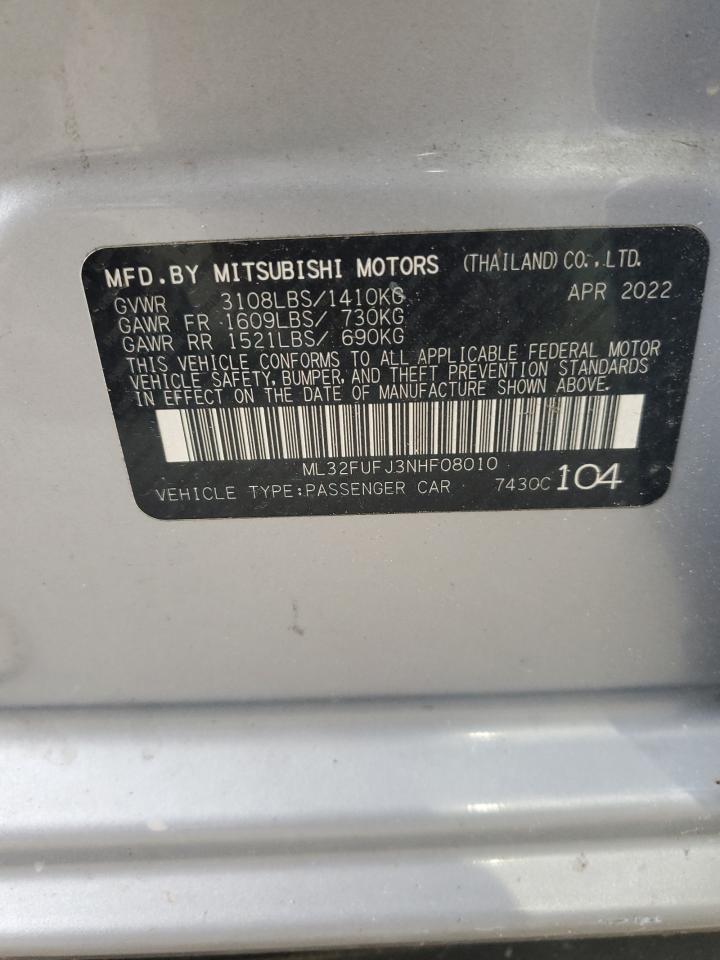 MFD.BY MITSUBISHI MOTORS (THAILAND) CO.,LTD.
GVWR 3108LBS/1410KG APR 2022
GAWR FR 1609LBS/ 730KG
GAWR RR 1521LBS/ 690KG
THIS VEHICLE CONFORMS TO ALL APPLICABLE FEDERAL MOTOR
VEHICLE SAFETY, BUMPER, AND THEFT PREVENTION STANDARDS
IN EFFECT ON THE DATE OF MANUFACTURE SHOWN ABOVE.
ML32FUFJ3NHF08010
VEHICLE TYPE:PASSENGER CAR 7430C 104